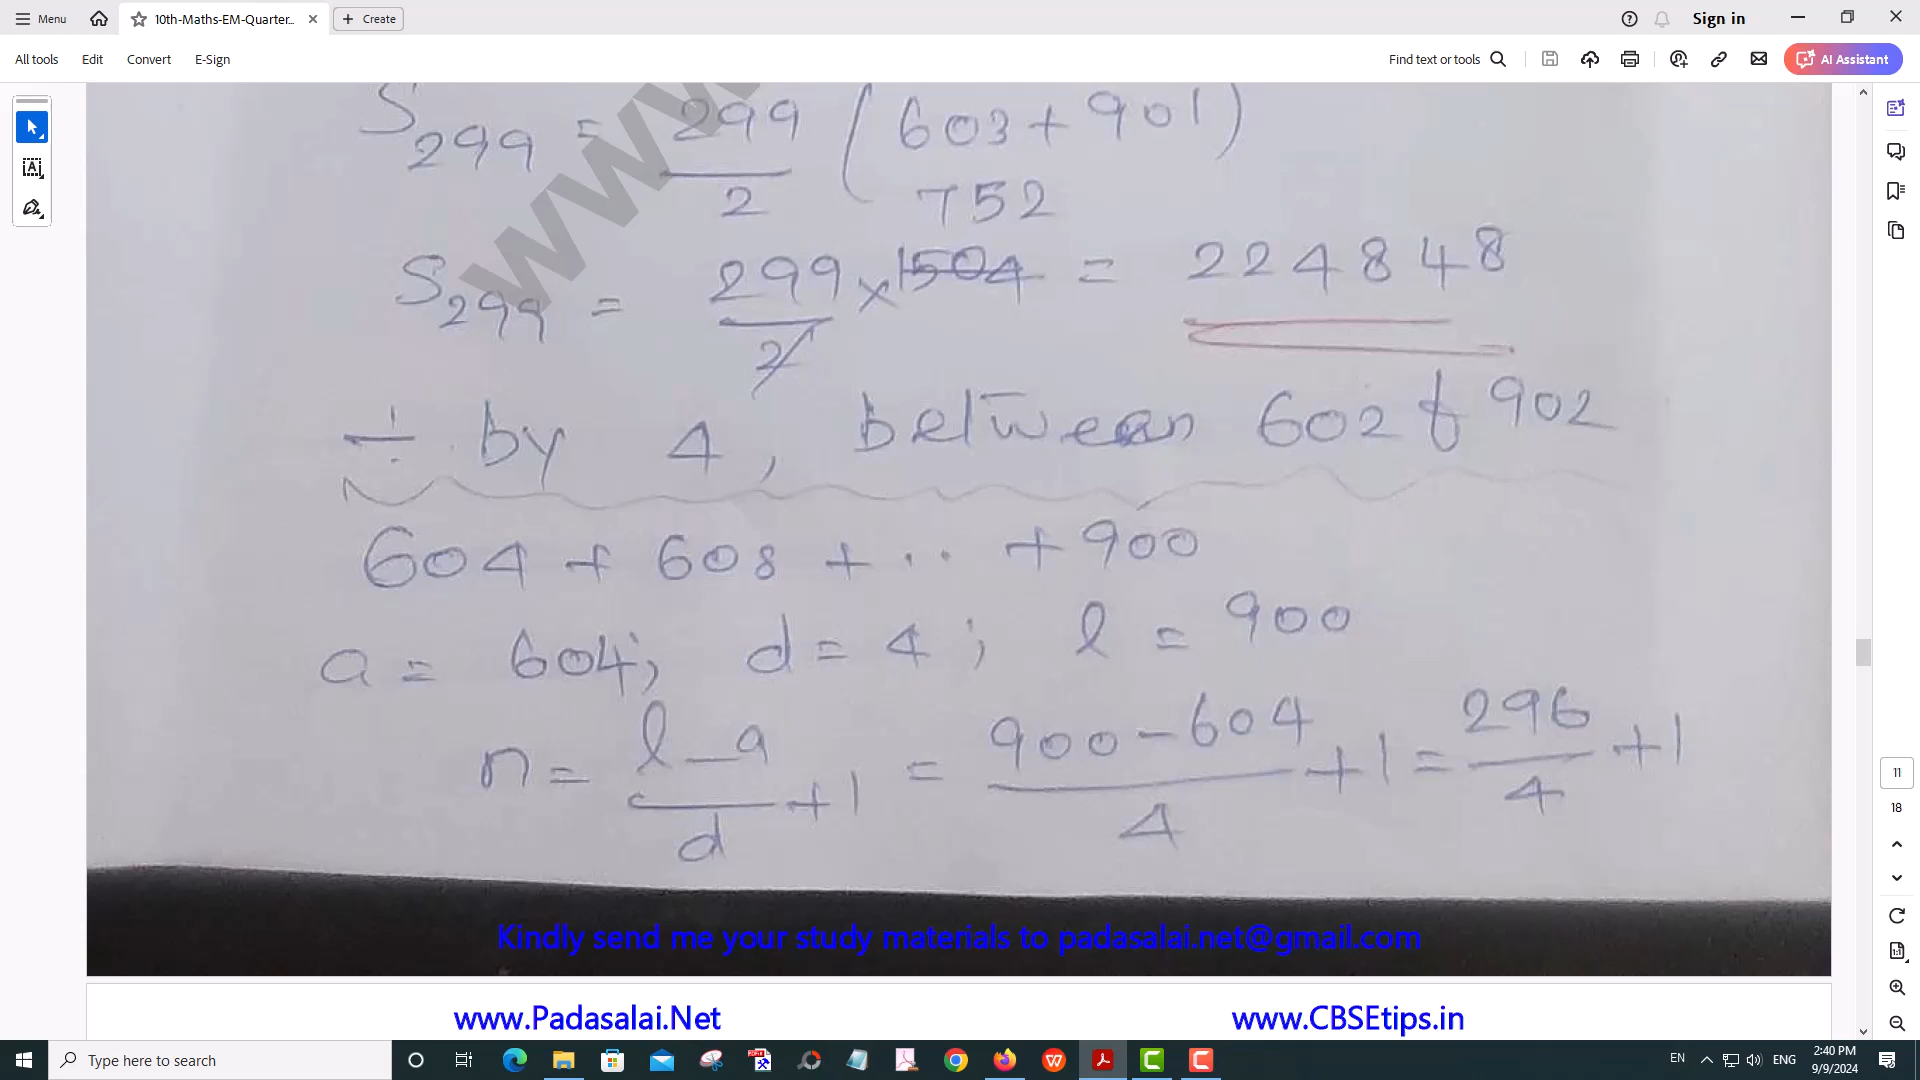 Menu
10th-Maths-EM-Quarter...
Create
Sign in
All tools Edit Convert E-Sign
Find text or tools
AI Assistant
S₂₉₉ = 299/2 (603 + 901)
752
S₂₉₉ = 299/2 × 1504 = 224848
÷ by 4, between 602 & 902
604 + 608 + .. + 900
a = 604; d = 4; l = 900
n = l - a/d + 1 = 900 - 604/4 + 1 = 296/4 + 1
www
Kindly send me your study materials to padasalai.net@gmail.com
www.Padasalai.Net www.CBSEtips.in
11
18
Type here to search
EN
ENG
2:40 PM
9/9/2024